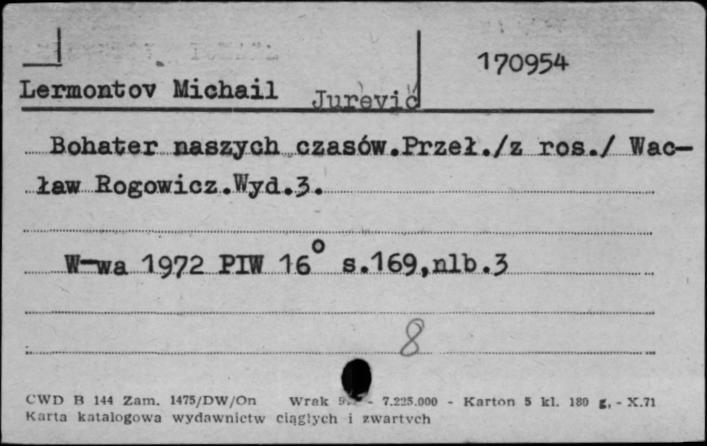 170954
Lermontov Michail Jurévič
Bohater naszych czasów.Przeł./z ros./ Wac-
ław Rogowicz.Wyd.3.
W-wa 1972 PIW 16° s.169,nlb.3
8
CWD B 144 Zam. 1475/DW/On Wrak - 7.225.000 - Karton 5 kl. 180 g, - X.71
Karta katalogowa wydawnictw ciągłych i zwartych